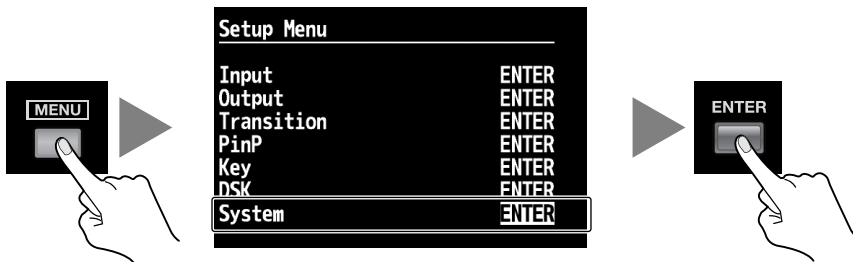 MENU
Setup Menu
Input ENTER
Output ENTER
Transition ENTER
PinP ENTER
Key ENTER
DSK ENTER
System ENTER
ENTER